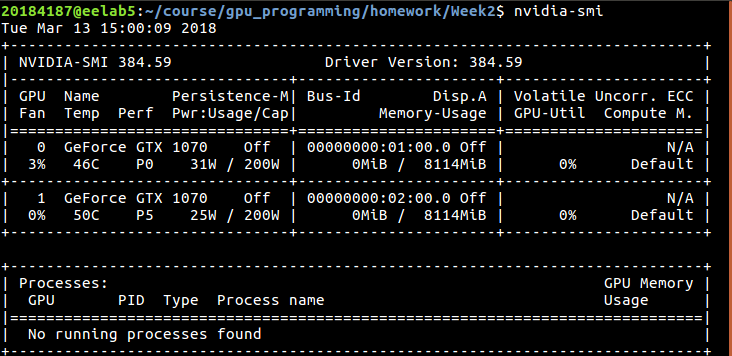 20184187@eelab5:~/course/gpu_programming/homework/Week2$ nvidia-smi
Tue Mar 13 15:00:09 2018
+-----------------------------------------------------------------------------+
| NVIDIA-SMI 384.59                 Driver Version: 384.59                    |
|-------------------------------+----------------------+----------------------+
| GPU  Name        Persistence-M| Bus-Id        Disp.A | Volatile Uncorr. ECC |
| Fan  Temp  Perf  Pwr:Usage/Cap|         Memory-Usage | GPU-Util  Compute M. |
|===============================+======================+======================|
|   0  GeForce GTX 1070    Off  | 00000000:01:00.0 Off |                  N/A |
|  3%   46C    P0    31W / 200W |      0MiB /  8114MiB |      0%      Default |
+-------------------------------+----------------------+----------------------+
|   1  GeForce GTX 1070    Off  | 00000000:02:00.0 Off |                  N/A |
|  0%   50C    P5    25W / 200W |      0MiB /  8114MiB |      0%      Default |
+-------------------------------+----------------------+----------------------+

+-----------------------------------------------------------------------------+
| Processes:                                                       GPU Memory |
|  GPU       PID  Type  Process name                               Usage      |
|=============================================================================|
|  No running processes found
+-----------------------------------------------------------------------------+